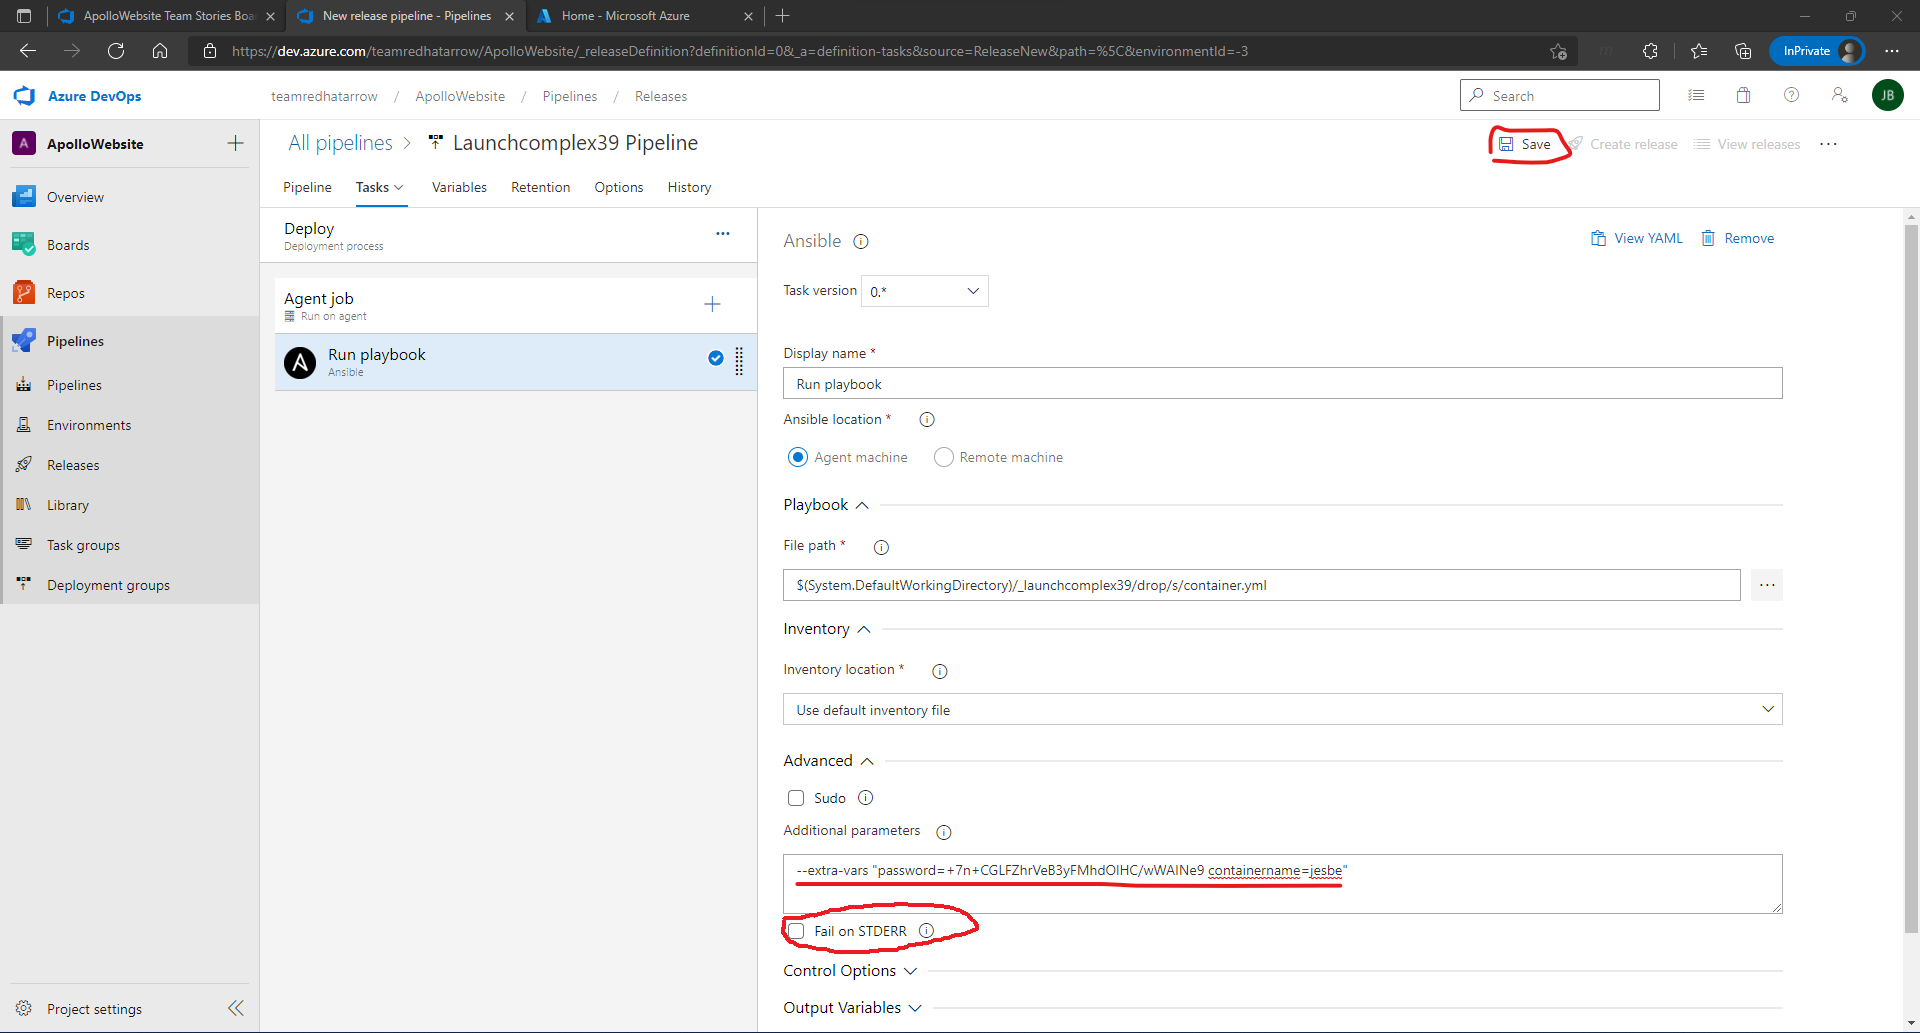 ApolloWebsite Team Stories Boa
New release pipeline - Pipelines
Home - Microsoft Azure
https://dev.azure.com/teamredhatarrow/ApolloWebsite/_releaseDefinition?definitionId=0&_a=definition-tasks&source=ReleaseNew&path=%5C&environmentId=-3
InPrivate
Azure DevOps
teamredhatarrow / ApolloWebsite / Pipelines / Releases
Search
JB
A ApolloWebsite
All pipelines > Launchcomplex39 Pipeline
Save
Create release
View releases
Pipeline Tasks Variables Retention Options History
Overview
Boards
Repos
Pipelines
Pipelines
Environments
Releases
Library
Task groups
Deployment groups
Project settings
Deploy
Deployment process
Agent job
Run on agent
Run playbook
Ansible
Ansible
View YAML
Remove
Task version 0.*
Display name *
Run playbook
Ansible location *
Agent machine
Remote machine
Playbook
File path *
$(System.DefaultWorkingDirectory)/_launchcomplex39/drop/s/container.yml
Inventory
Inventory location *
Use default inventory file
Advanced
Sudo
Additional parameters
--extra-vars "password=+7n+CGLFZhrVeB3yFMhdOIHC/wWAINe9 containername=jesbe"
Fail on STDERR
Control Options
Output Variables